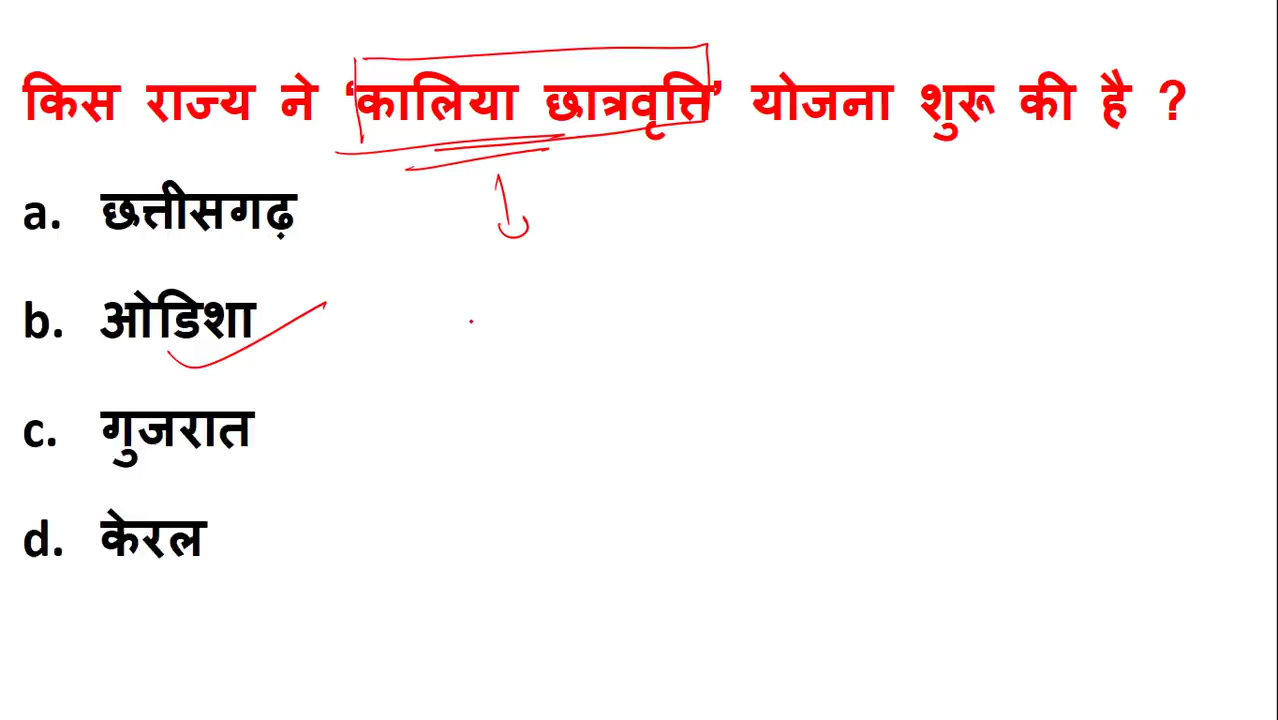 किस राज्य ने ‘कालिया छात्रवृत्ति’ योजना शुरू की है ?
a. छत्तीसगढ़
b. ओडिशा
c. गुजरात
d. केरल